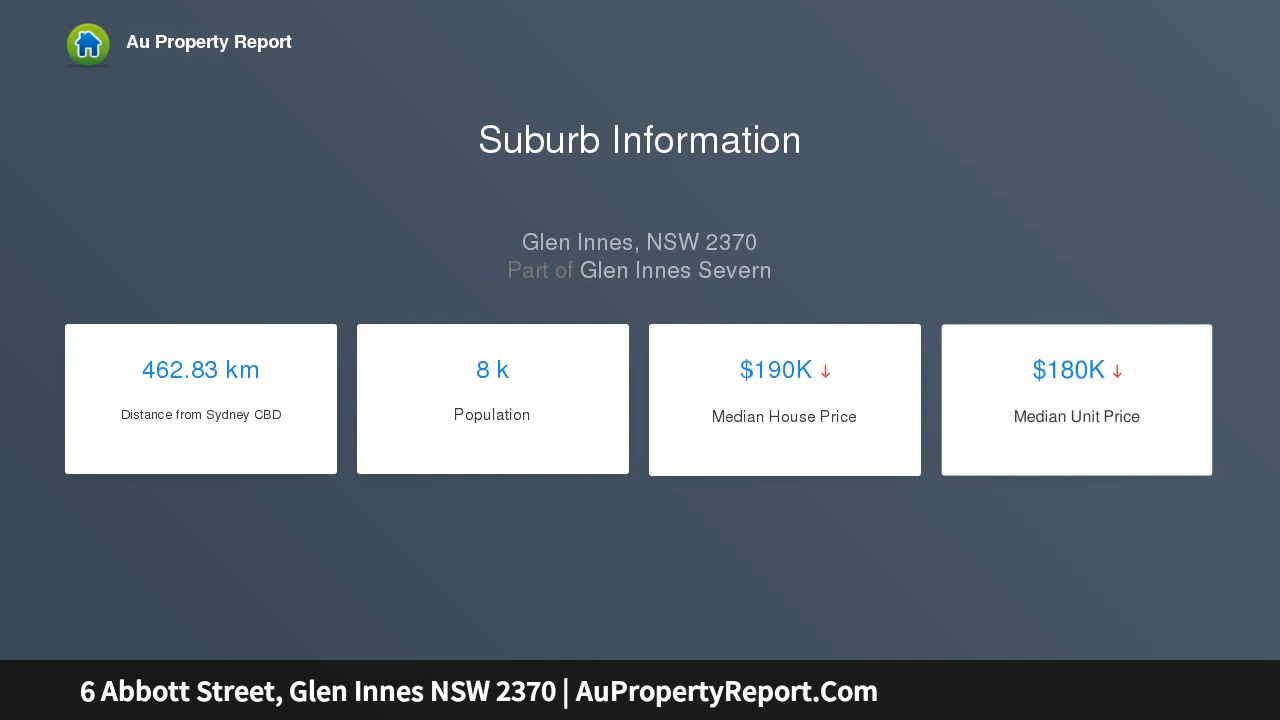 Au Property Report
Suburb Information
Glen Innes, NSW 2370
Part of Glen Innes Severn
462.83 km
Distance from Sydney CBD
8 k
Population
$190K ↓
Median House Price
$180K ↓
Median Unit Price
6 Abbott Street, Glen Innes NSW 2370 | AuPropertyReport.Com